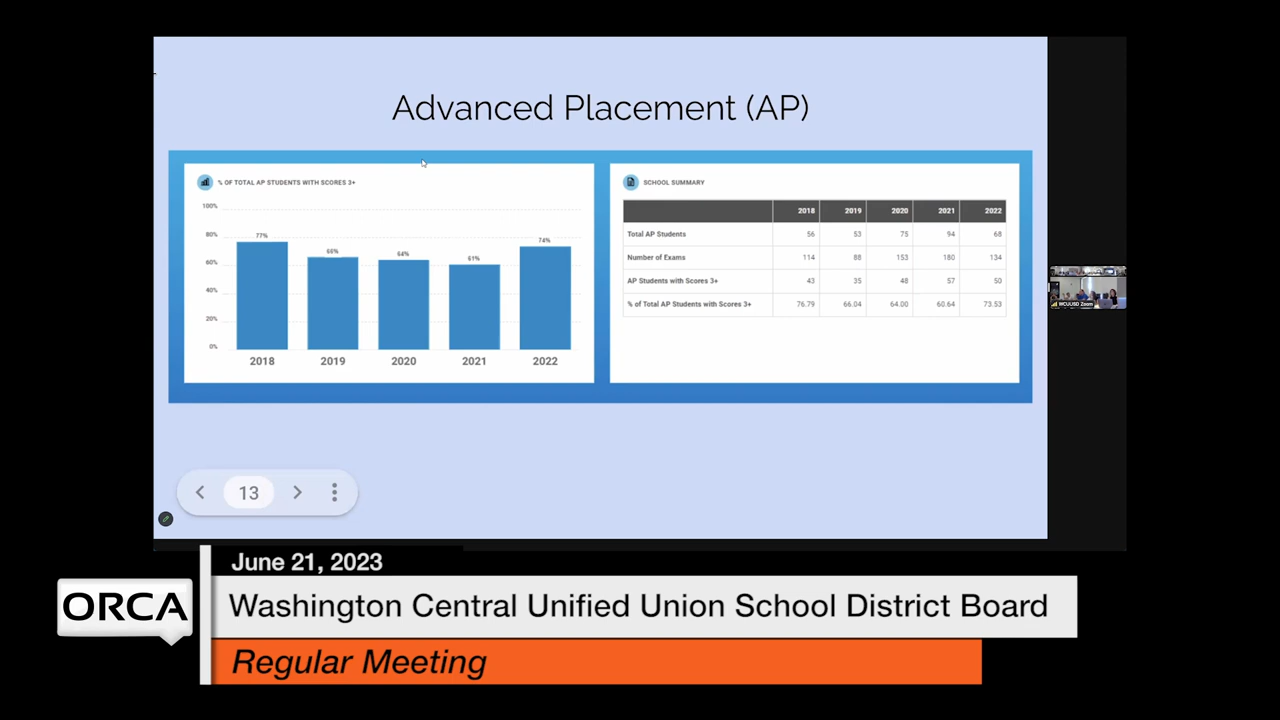 Advanced Placement (AP)
% OF TOTAL AP STUDENTS WITH SCORES 3+
100%
80%
60%
40%
20%
0%
77%
66%
64%
61%
74%
2018 2019 2020 2021 2022
SCHOOL SUMMARY
2018 2019 2020 2021 2022
Total AP Students 56 53 75 94 68
Number of Exams 114 88 153 180 134
AP Students with Scores 3+ 43 35 48 57 50
% of Total AP Students with Scores 3+ 76.79 66.04 64.00 60.64 73.53
WCUUSD Zoom
13
June 21, 2023
ORCA
Washington Central Unified Union School District Board
Regular Meeting